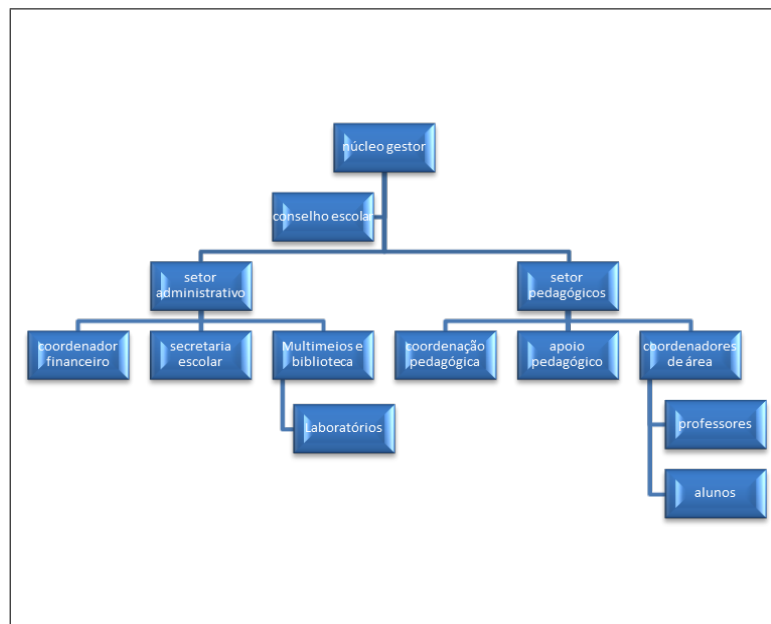 núcleo gestor
conselho escolar
setor
administrativo
setor
pedagógicos
coordenador
financeiro
secretaria
escolar
Multimeios e
biblioteca
coordenação
pedagógica
apoio
pedagógico
coordenadores
de área
Laboratórios
professores
alunos